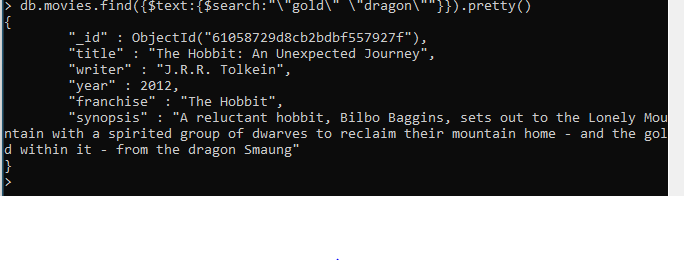 > db.movies.find({$text:{$search:"\"gold\" \"dragon\""}}).pretty()
{
        "_id" : ObjectId("61058729d8cb2bdbf557927f"),
        "title" : "The Hobbit: An Unexpected Journey",
        "writer" : "J.R.R. Tolkein",
        "year" : 2012,
        "franchise" : "The Hobbit",
        "synopsis" : "A reluctant hobbit, Bilbo Baggins, sets out to the Lonely Mou
ntain with a spirited group of dwarves to reclaim their mountain home - and the gol
d within it - from the dragon Smaung"
}
>